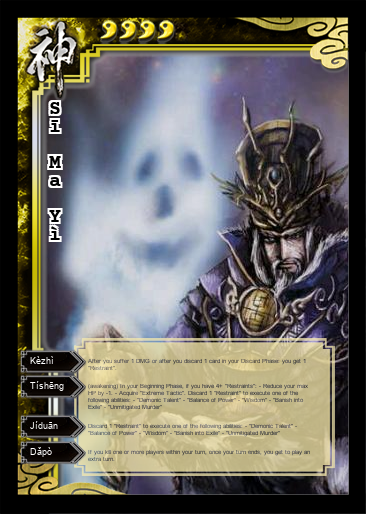 神
Si Ma Yi
Kèzhì
After you suffer 1 DMG or after you discard 1 card in your Discard Phase, you get 1
"Restraint".
Tíshēng
(awakening) In your Beginning Phase, if you have 4+ "Restraints": - Reduce your max
HP by -1. - Acquire "Extreme Tactic". Discard 1 "Restraint" to execute one of the
following abilities: - "Demonic Talent" - "Balance of Power" - "Wisdom" - "Banish into
Exile" - "Unmitigated Murder"
Jíduān
Discard 1 "Restraint" to execute one of the following abilities: - "Demonic Talent" -
"Balance of Power" - "Wisdom" - "Banish into Exile" - "Unmitigated Murder"
Dǎpò
If you kill one or more players within your turn, once your turn ends, you get to play an
extra turn.